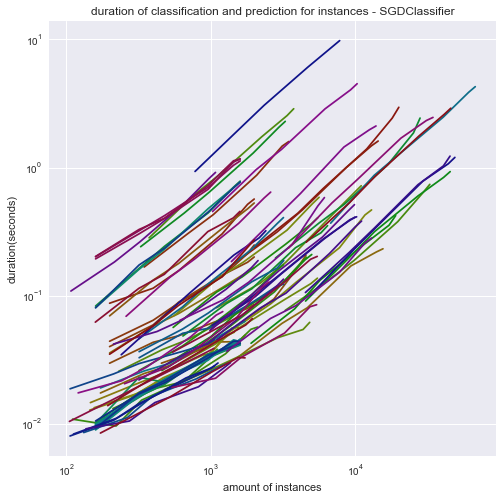 duration of classification and prediction for instances - SGDClassifier
10¹
10⁰
10⁻¹
10⁻²
duration(seconds)
10² 10³ 10⁴
amount of instances